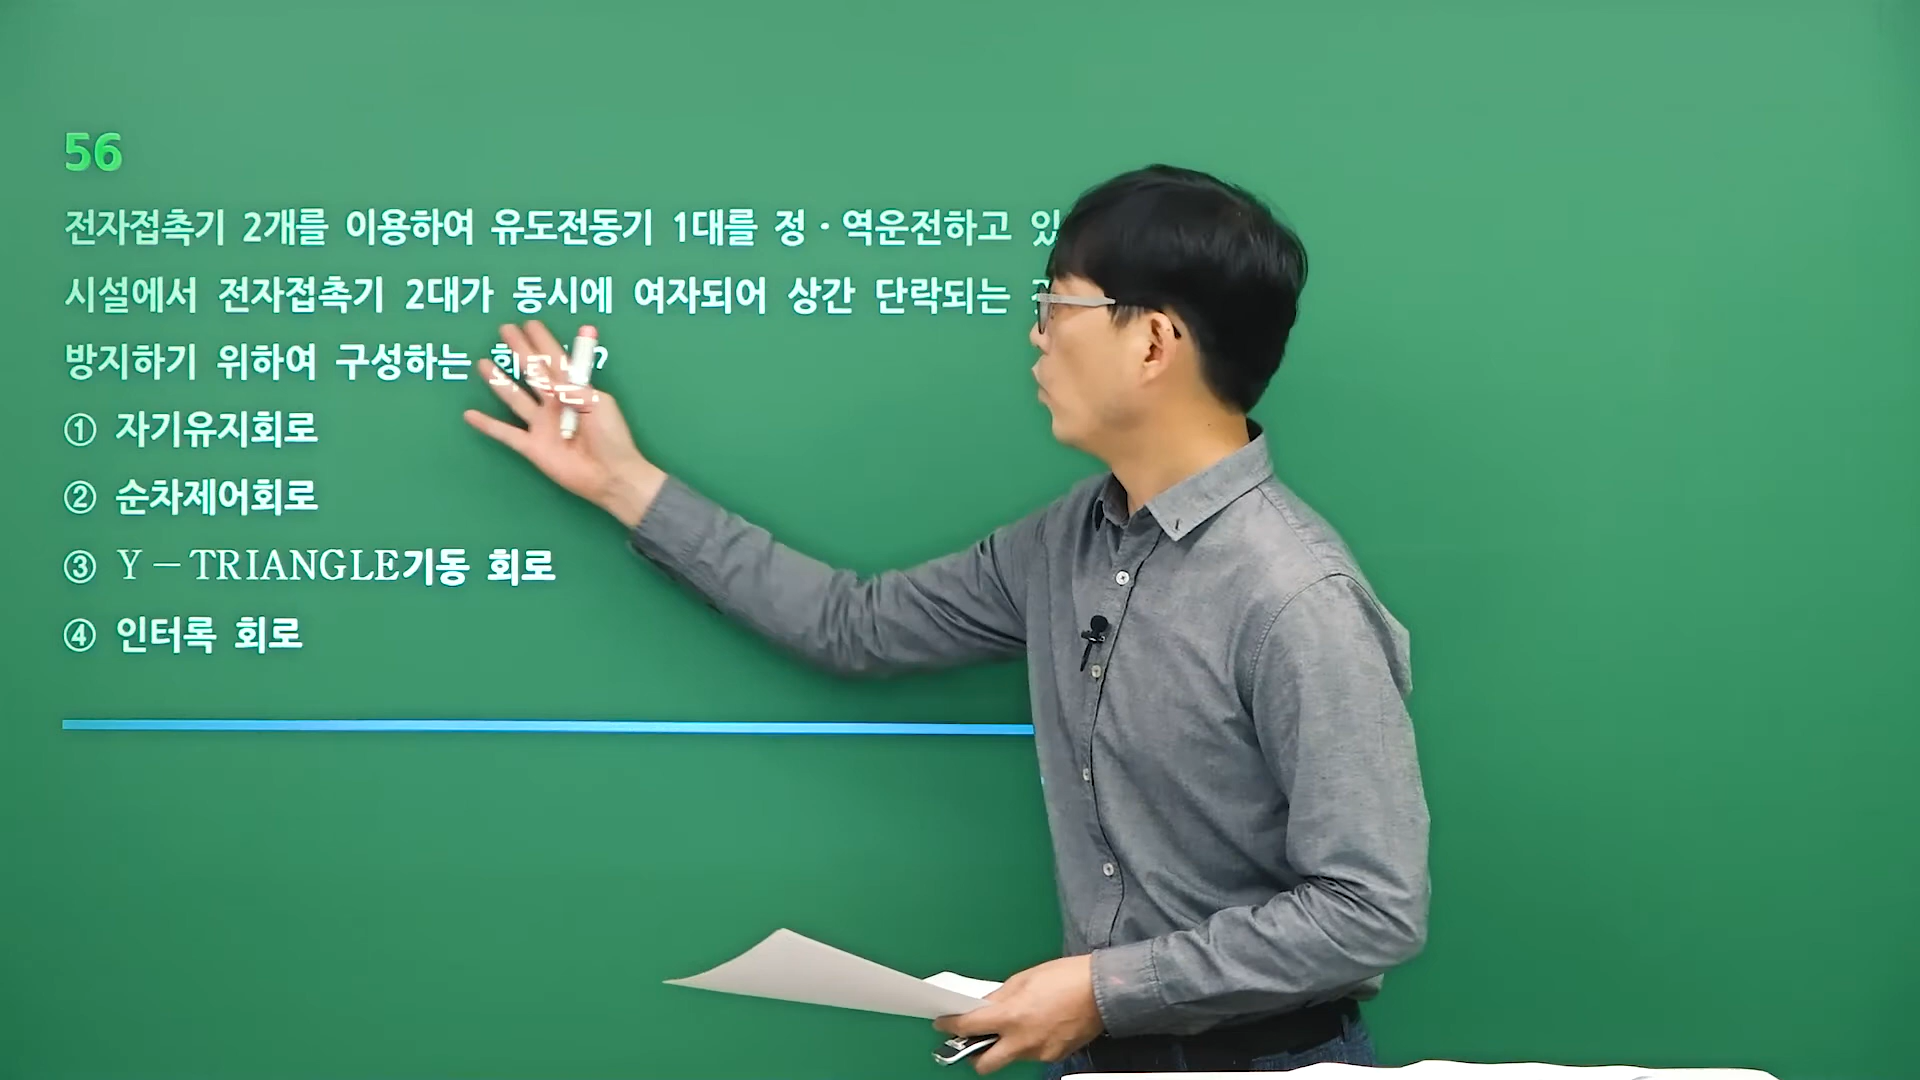 56
전자접촉기 2개를 이용하여 유도전동기 1대를 정·역운전하고 있
시설에서 전자접촉기 2대가 동시에 여자되어 상간 단락되는
방지하기 위하여 구성하는
① 자기유지회로
② 순차제어회로
③ Y-TRIANGLE기동 회로
④ 인터록 회로